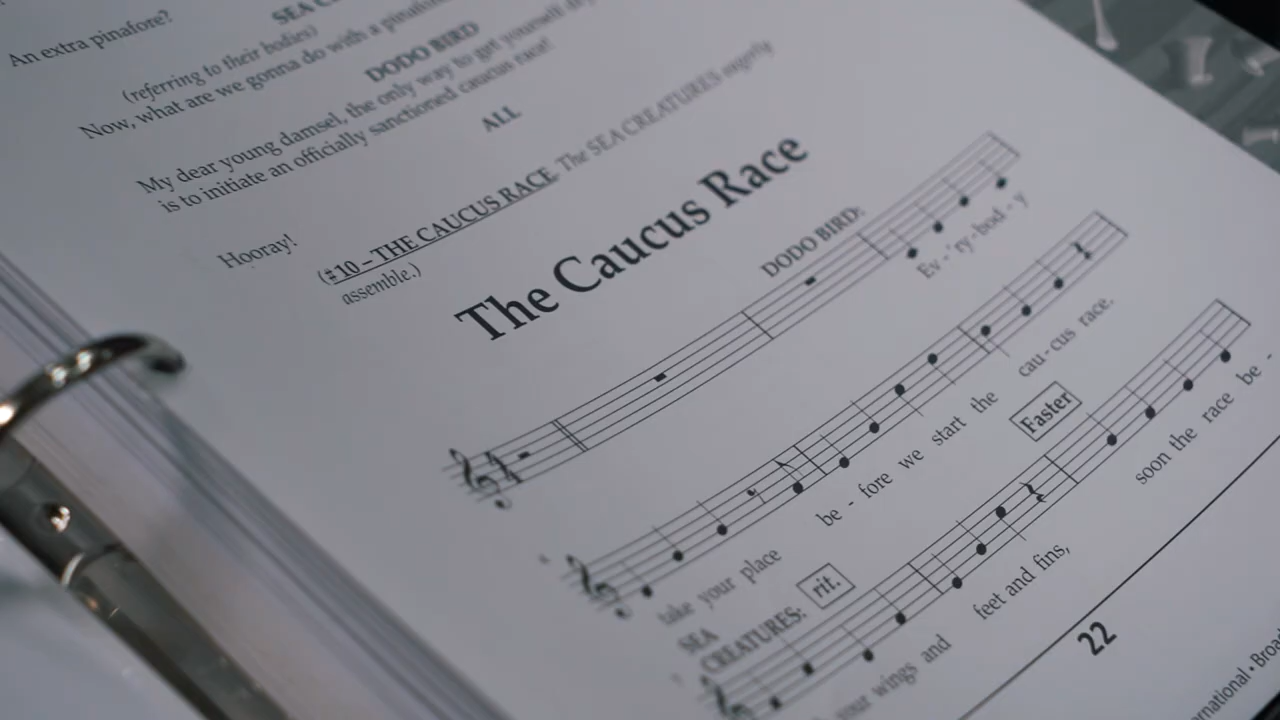 An extra pinafore?
SEA C
(referring to their bodies)
Now, what are we gonna do with a pinafore
DODO BIRD
My dear young damsel, the only way to get yourself
is to initiate an officially sanctioned caucus race!
ALL
Hooray!
(#10 – THE CAUCUS RACE. The SEA CREATURES eagerly
assemble.)
The Caucus Race
DODO BIRD:
Ev - 'ry - bod - y
take your place be - fore we start the cau - cus race.
SEA
CREATURES:
rit.
Faster
your wings and feet and fins, soon the race be -
22
rnational • Broa